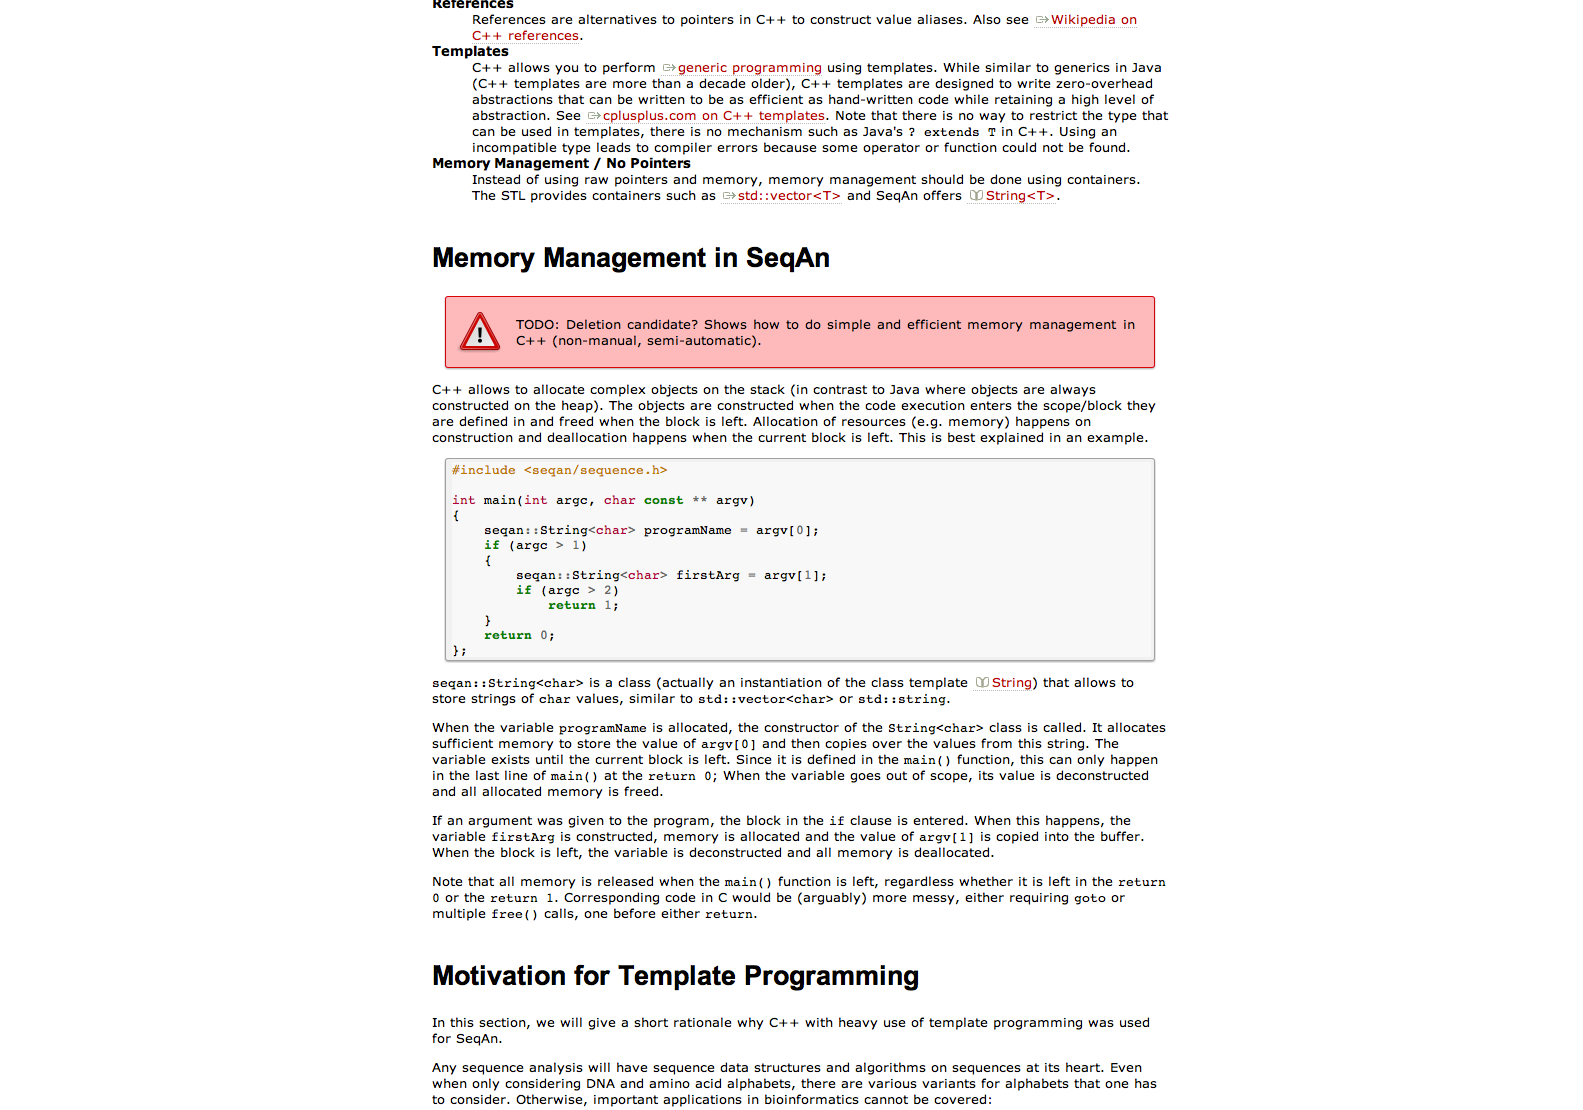 References
References are alternatives to pointers in C++ to construct value aliases. Also see Wikipedia on
C++ references.
Templates
C++ allows you to perform generic programming using templates. While similar to generics in Java
(C++ templates are more than a decade older), C++ templates are designed to write zero-overhead
abstractions that can be written to be as efficient as hand-written code while retaining a high level of
abstraction. See cplusplus.com on C++ templates. Note that there is no way to restrict the type that
can be used in templates, there is no mechanism such as Java's ? extends T in C++. Using an
incompatible type leads to compiler errors because some operator or function could not be found.
Memory Management / No Pointers
Instead of using raw pointers and memory, memory management should be done using containers.
The STL provides containers such as std::vector<T> and SeqAn offers String<T>.
Memory Management in SeqAn
TODO: Deletion candidate? Shows how to do simple and efficient memory management in
C++ (non-manual, semi-automatic).
C++ allows to allocate complex objects on the stack (in contrast to Java where objects are always
constructed on the heap). The objects are constructed when the code execution enters the scope/block they
are defined in and freed when the block is left. Allocation of resources (e.g. memory) happens on
construction and deallocation happens when the current block is left. This is best explained in an example.
#include <seqan/sequence.h>
int main(int argc, char const ** argv)
{
seqan::String<char> programName = argv[0];
if (argc > 1)
{
seqan::String<char> firstArg = argv[1];
if (argc > 2)
return 1;
}
return 0;
};
seqan::String<char> is a class (actually an instantiation of the class template String) that allows to
store strings of char values, similar to std::vector<char> or std::string.
When the variable programName is allocated, the constructor of the String<char> class is called. It allocates
sufficient memory to store the value of argv[0] and then copies over the values from this string. The
variable exists until the current block is left. Since it is defined in the main() function, this can only happen
in the last line of main() at the return 0; When the variable goes out of scope, its value is deconstructed
and all allocated memory is freed.
If an argument was given to the program, the block in the if clause is entered. When this happens, the
variable firstArg is constructed, memory is allocated and the value of argv[1] is copied into the buffer.
When the block is left, the variable is deconstructed and all memory is deallocated.
Note that all memory is released when the main() function is left, regardless whether it is left in the return
0 or the return 1. Corresponding code in C would be (arguably) more messy, either requiring goto or
multiple free() calls, one before either return.
Motivation for Template Programming
In this section, we will give a short rationale why C++ with heavy use of template programming was used
for SeqAn.
Any sequence analysis will have sequence data structures and algorithms on sequences at its heart. Even
when only considering DNA and amino acid alphabets, there are various variants for alphabets that one has
to consider. Otherwise, important applications in bioinformatics cannot be covered: